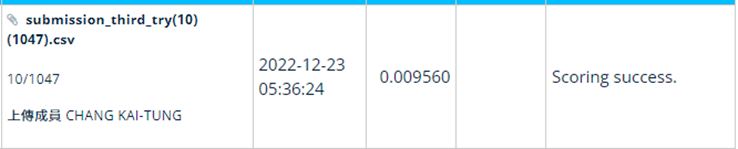 submission_third_try(10)
(1047).csv
10/1047
上傳成員 CHANG KAI-TUNG
2022-12-23
05:36:24
0.009560
Scoring success.